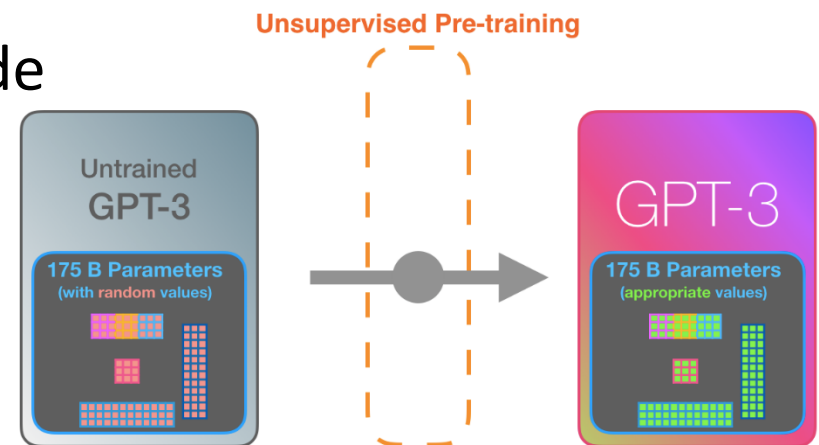 Unsupervised Pre-training
de
Untrained
GPT-3
175 B Parameters
(with random values)
GPT-3
175 B Parameters
(appropriate values)